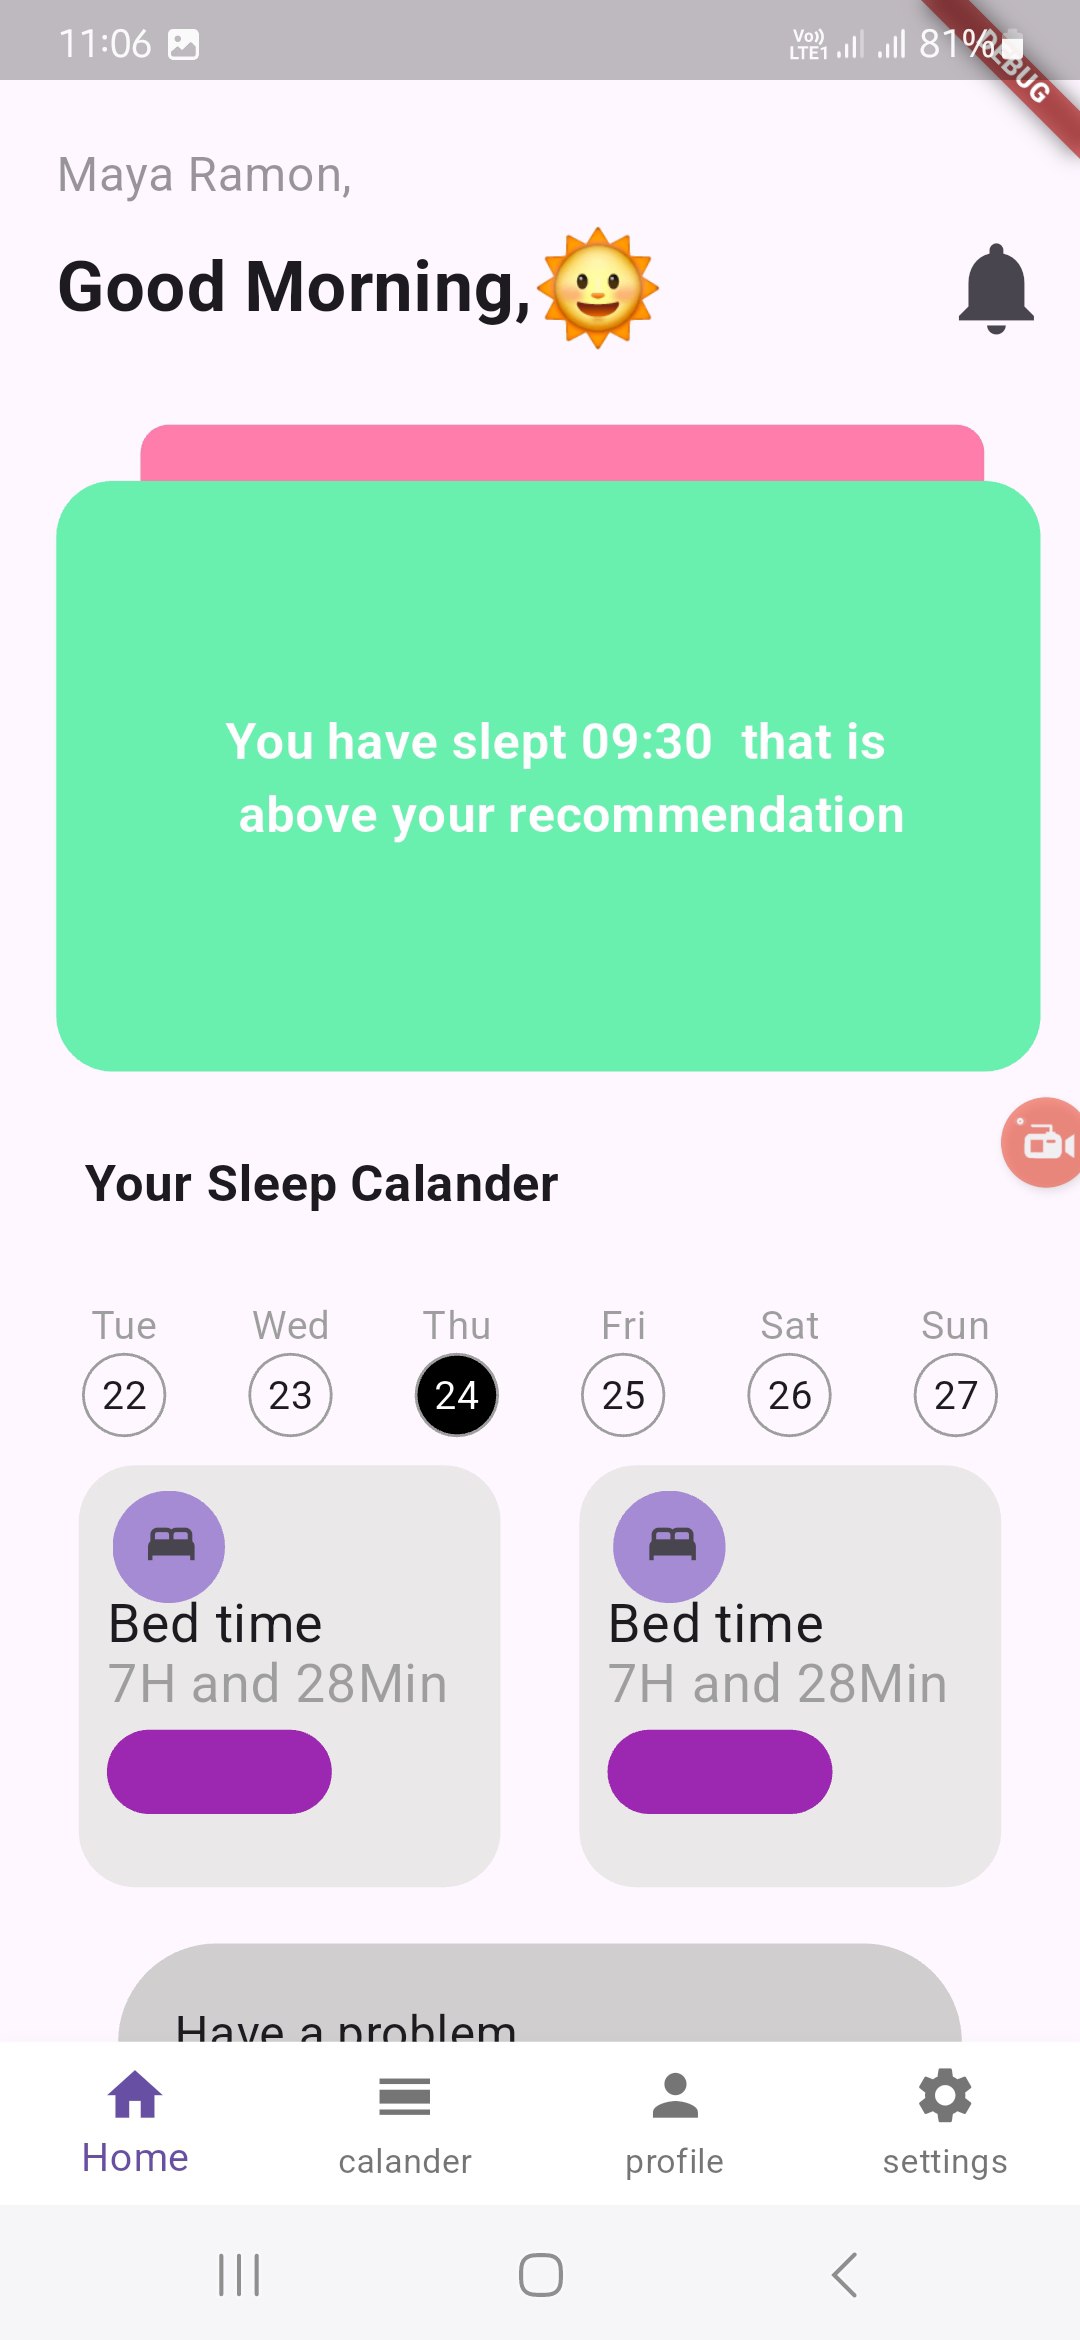 11:06 Vo)) LTE1 81%
DEBUG
Maya Ramon,
Good Morning,🌞
You have slept 09:30  that is
above your recommendation
Your Sleep Calander
Tue Wed Thu Fri Sat Sun
22 23 24 25 26 27
Bed time Bed time
7H and 28Min 7H and 28Min
Have a problem
Home calander profile settings